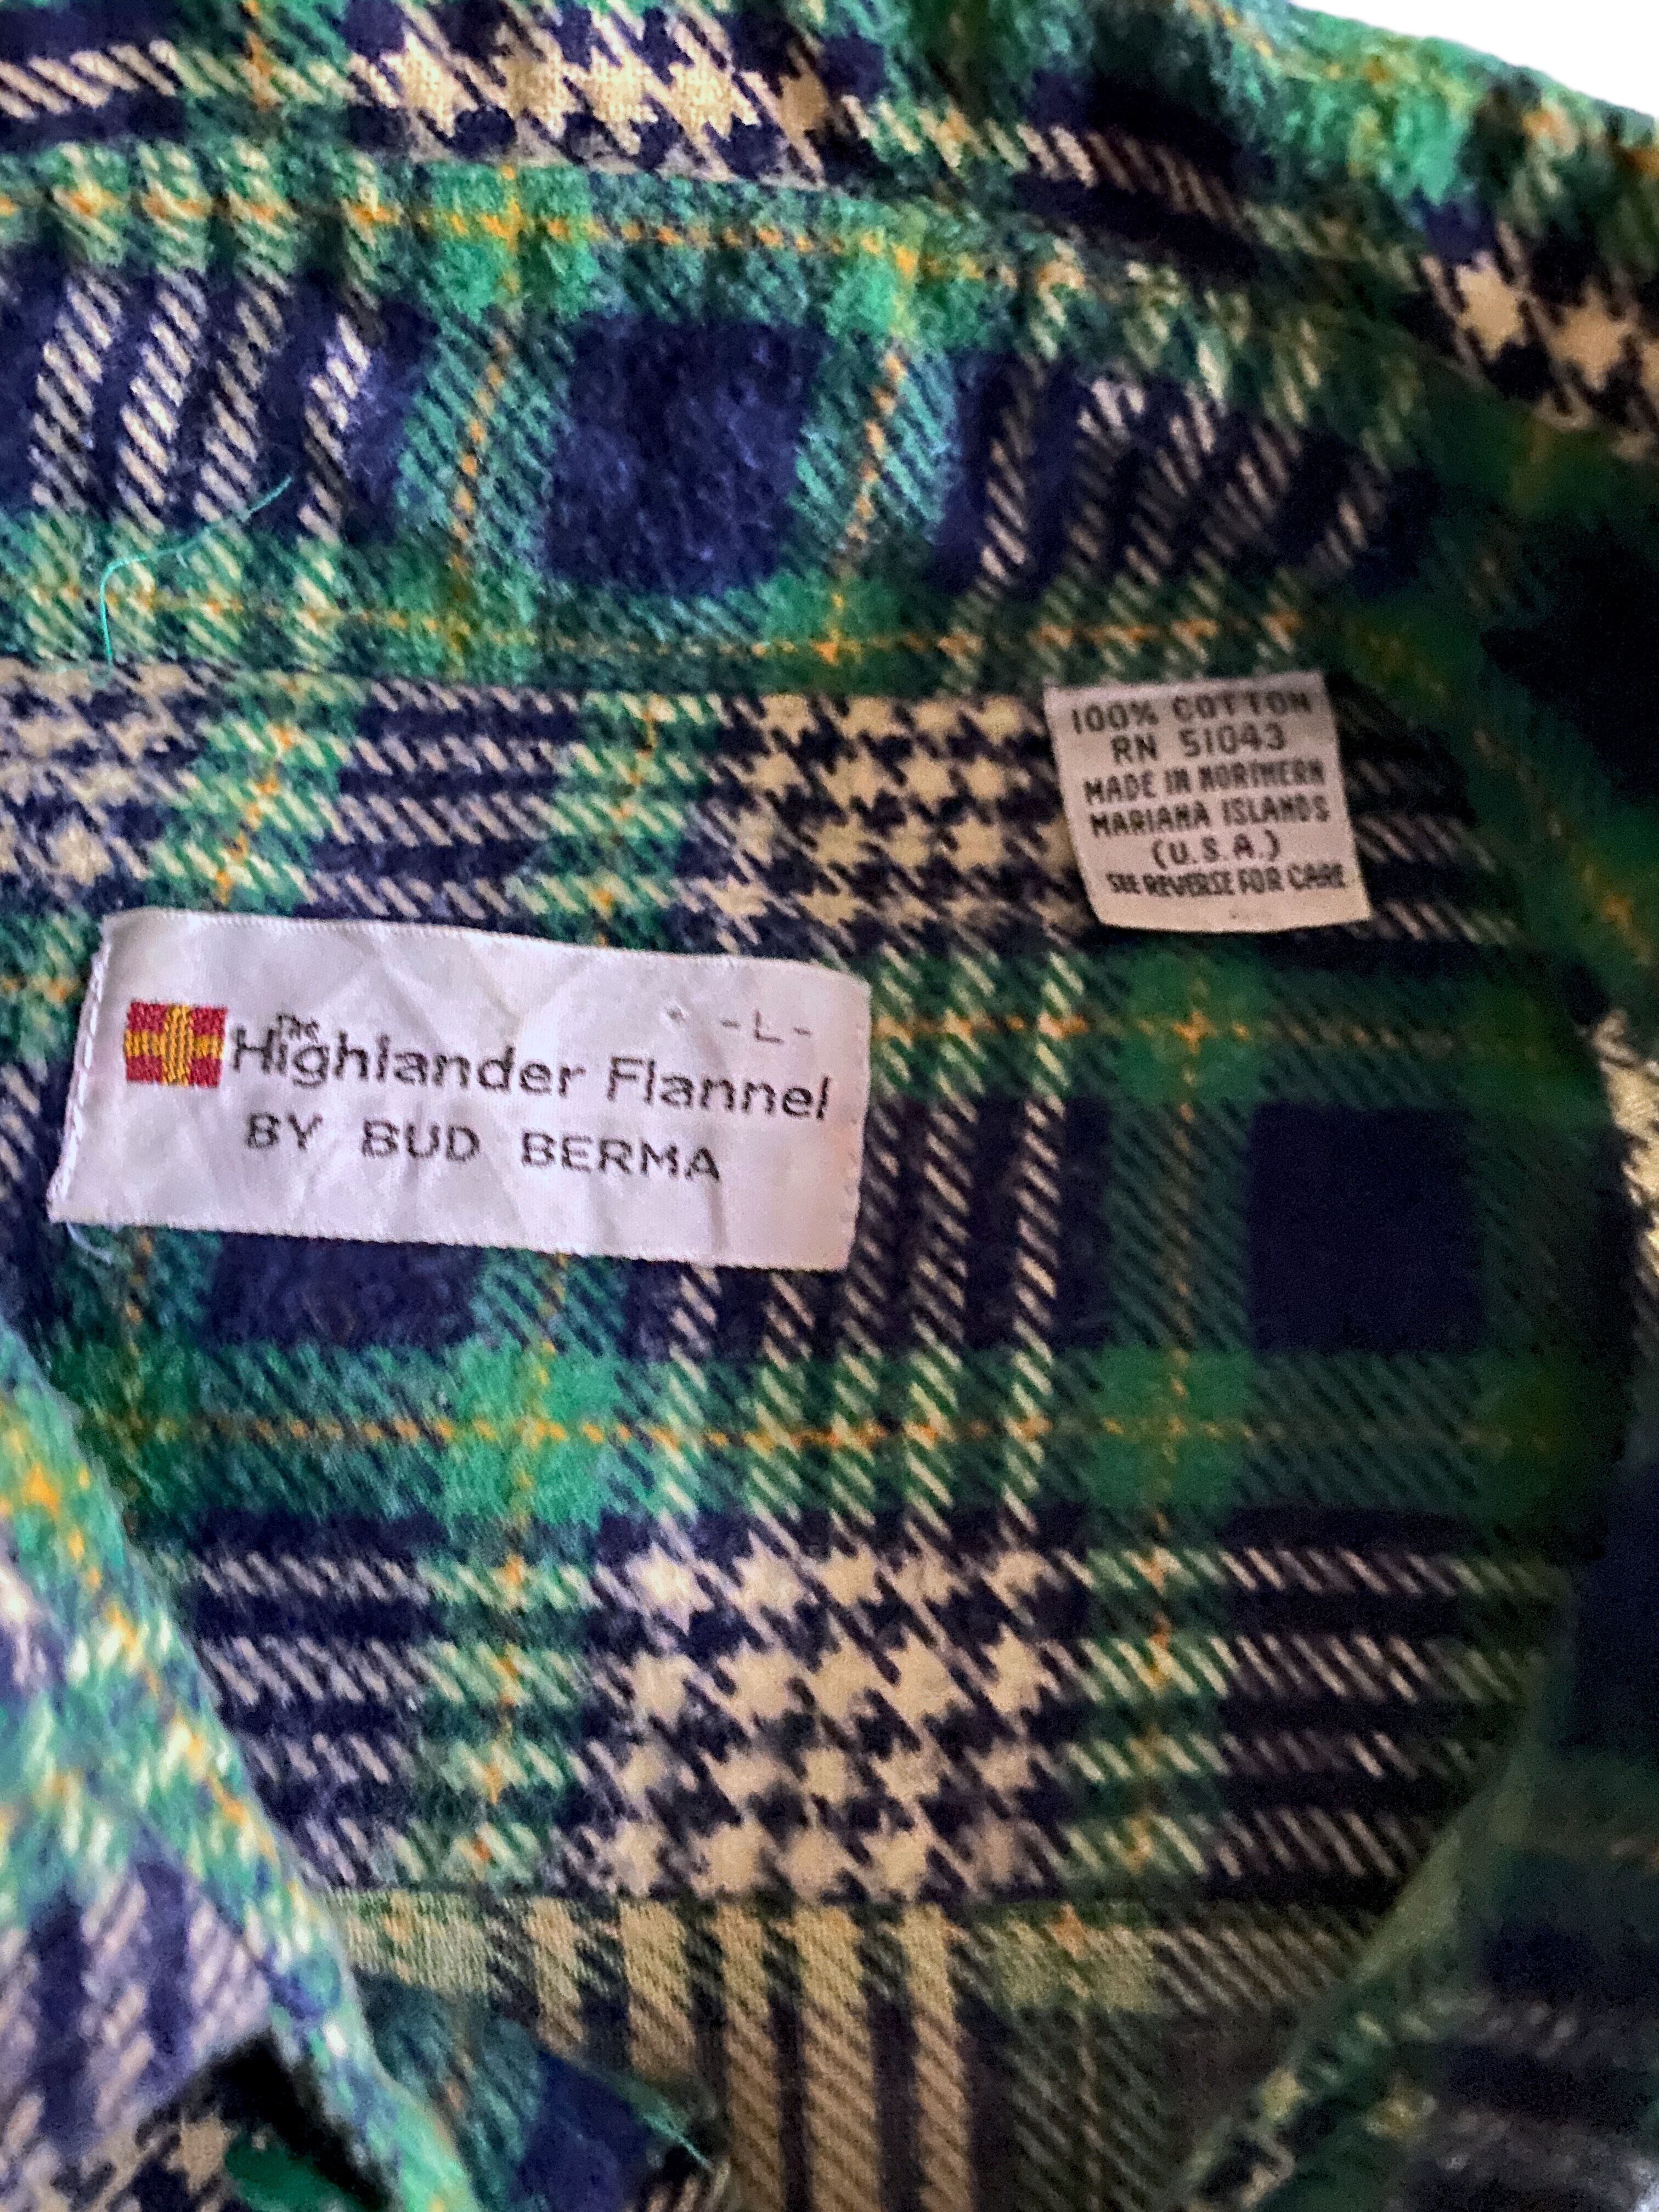 100% COTTON
RN 51043
MADE IN NORTHERN
MARIANA ISLANDS
(U.S.A.)
SEE REVERSE FOR CARE
-L-
The
Highlander Flannel
BY BUD BERMA